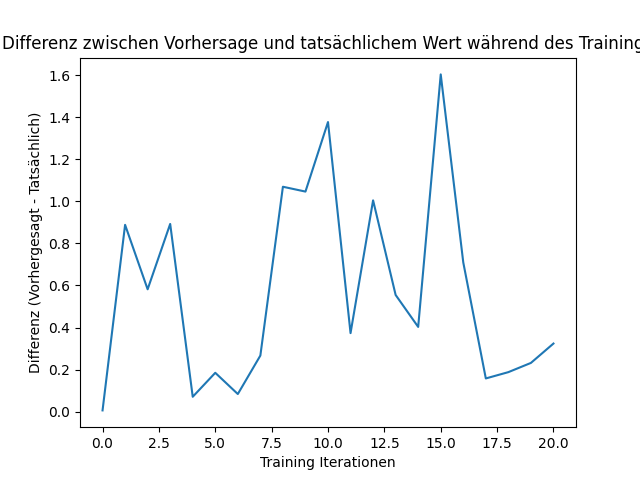 Differenz zwischen Vorhersage und tatsächlichem Wert während des Training
1.6
1.4
1.2
1.0
0.8
0.6
0.4
0.2
0.0
Differenz (Vorhergesagt - Tatsächlich)
0.0 2.5 5.0 7.5 10.0 12.5 15.0 17.5 20.0
Training Iterationen